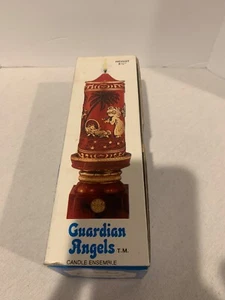 Guardian
Angels T.M.
CANDLE ENSEMBLE